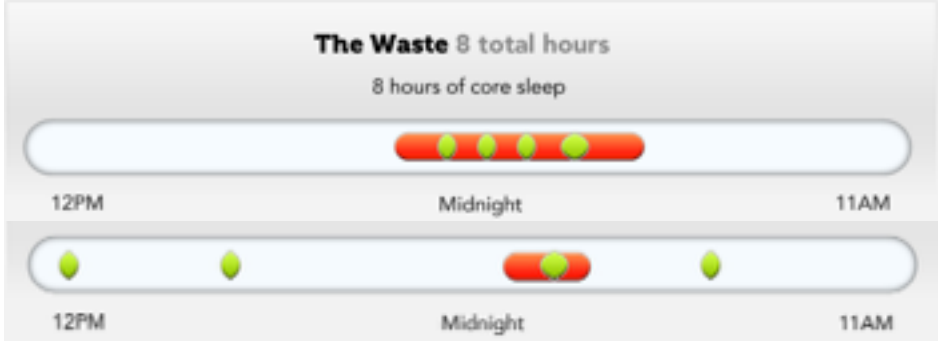 The Waste 8 total hours
8 hours of core sleep
12PM Midnight 11AM
12PM Midnight 11AM